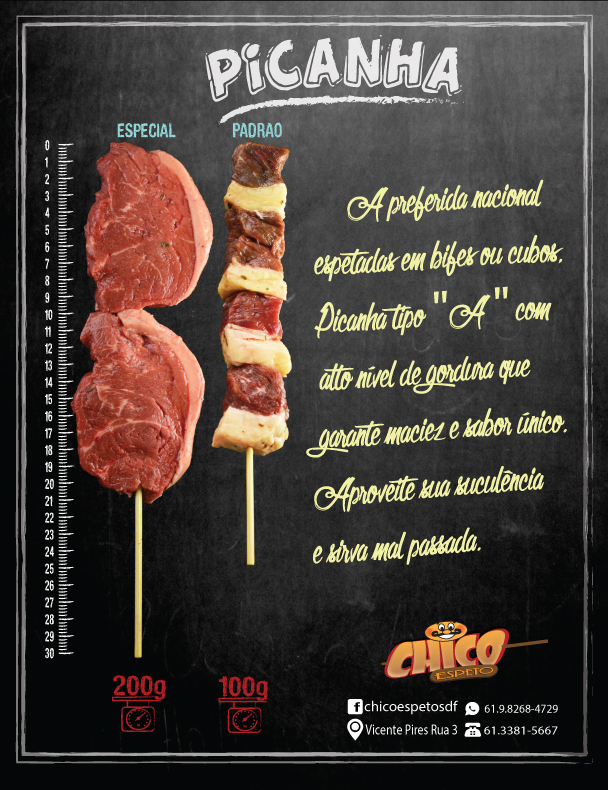 PiCANHA
ESPECIAL
PADRAO
0
1
2
3
4
5
6
7
8
9
10
11
12
13
14
15
16
17
18
19
20
21
22
23
24
25
26
27
28
29
30
A preferida nacional
espetadas em bifes ou cubos.
Picanha tipo "A" com
alto nível de gordura que
garante maciez e sabor único.
Aproveite sua suculência
e sirva mal passada.
CHICO
ESPETO
200g
100g
chicoespetosdf
61.9.8268-4729
Vicente Pires Rua 3
61.3381-5667